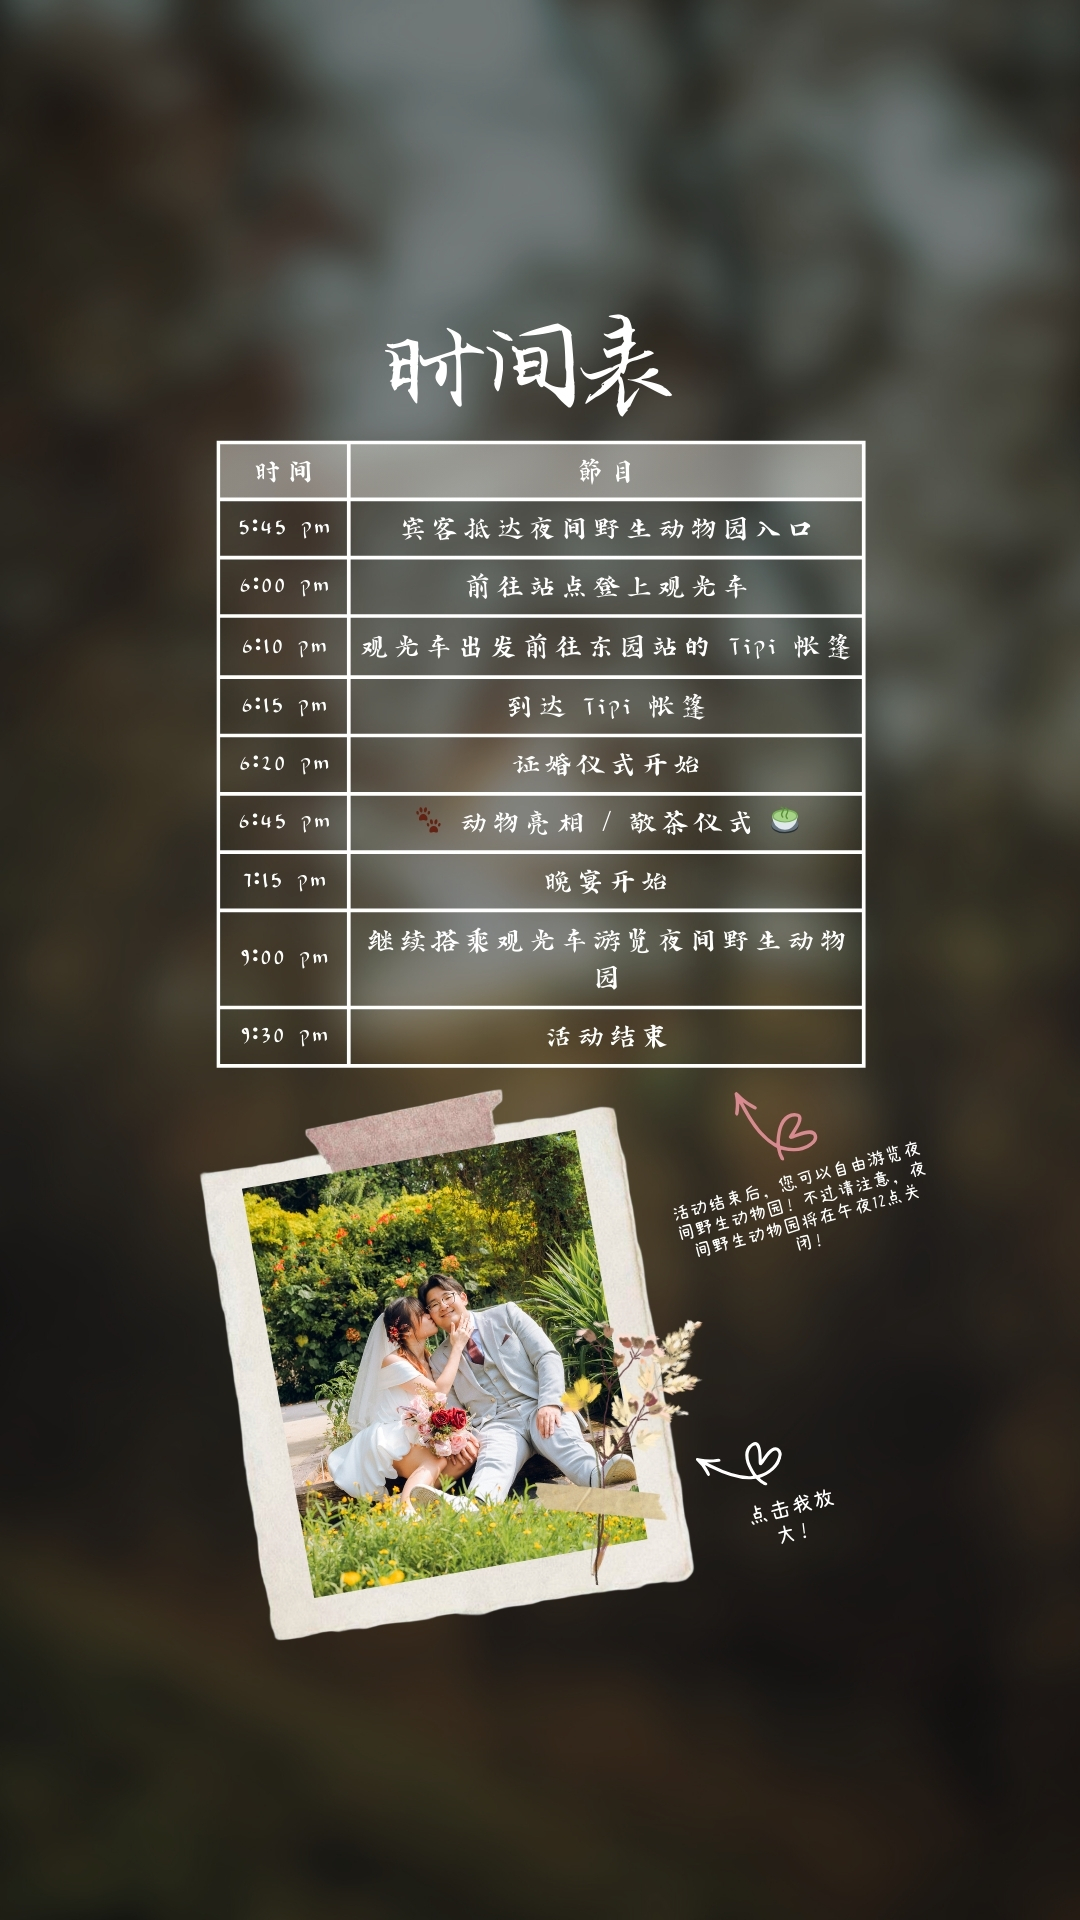 时间表
时间 節目
5:45 pm 宾客抵达夜间野生动物园入口
6:00 pm 前往站点登上观光车
6:10 pm 观光车出发前往东园站的 Tipi 帐篷
6:15 pm 到达 Tipi 帐篷
6:20 pm 证婚仪式开始
6:45 pm 🐾 动物亮相 / 敬茶仪式 🍵
7:15 pm 晚宴开始
9:00 pm 继续搭乘观光车游览夜间野生动物
园
9:30 pm 活动结束
活动结束后，您可以自由游览夜
间野生动物园！不过请注意，夜
间野生动物园将在午夜12点关
闭！
点击我放
大！